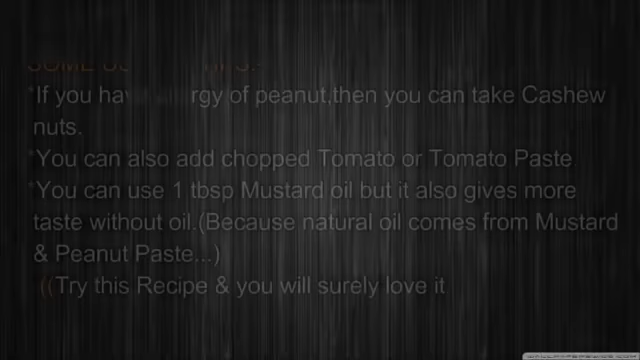 SOME
*If you have rgy of peanut,then you can take Cashew
nuts.
*You can also add chopped Tomato or Tomato Paste
*You can use 1 tbsp Mustard oil but it also gives more
taste without oil.(Because natural oil comes from Mustard
& Peanut Paste...)
((Try this Recipe & you will surely love it